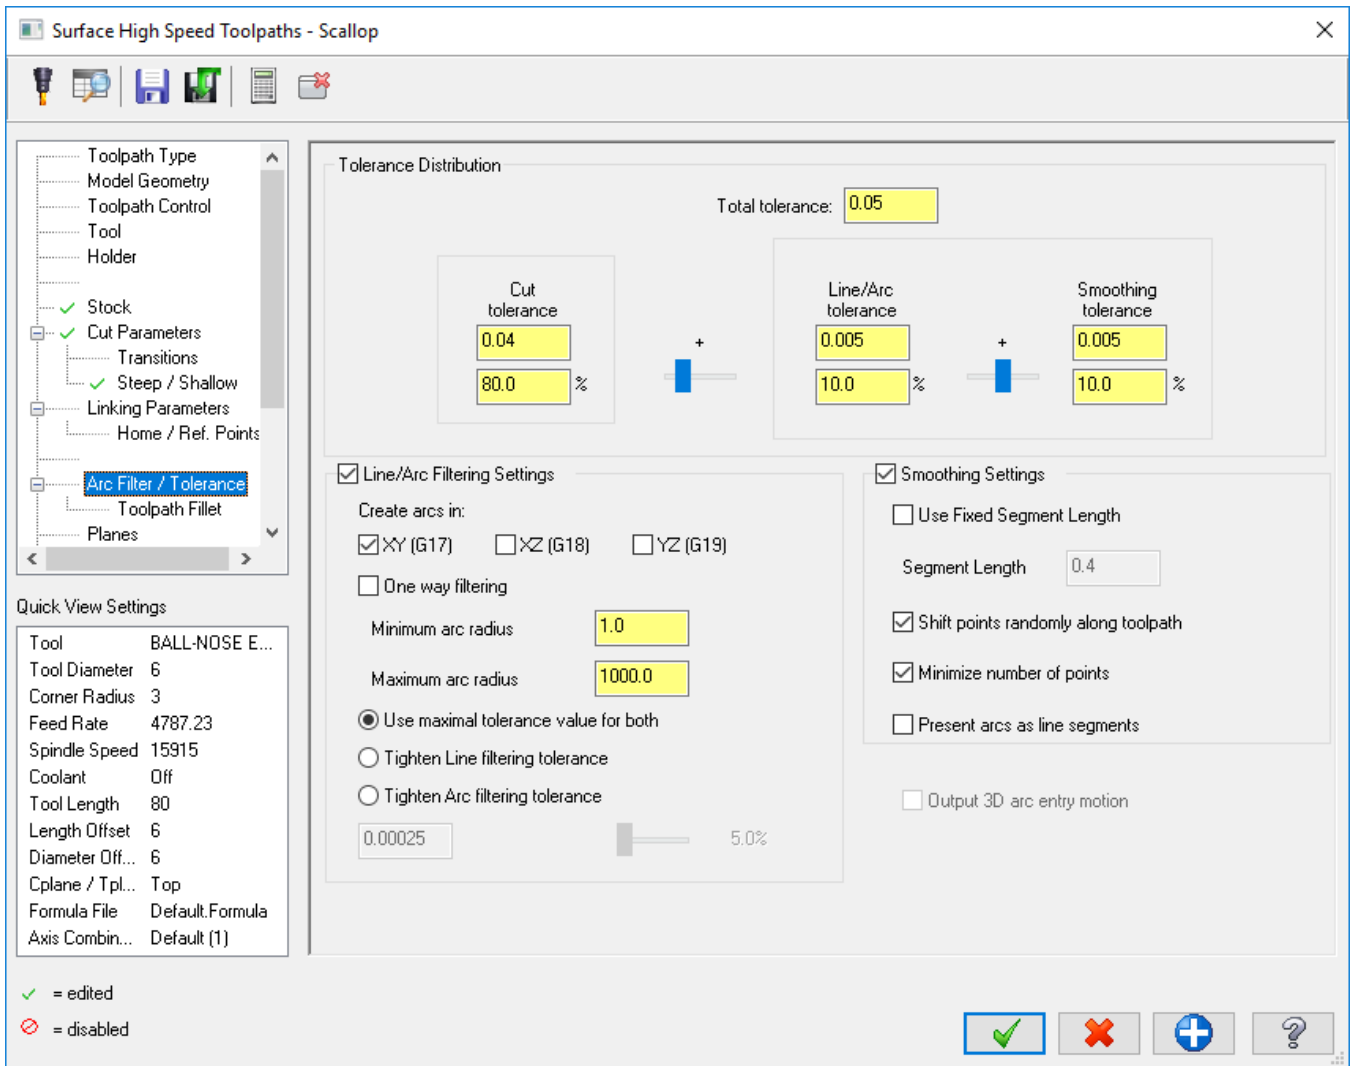 Surface High Speed Toolpaths - Scallop
Toolpath Type
Model Geometry
Toolpath Control
Tool
Holder
Stock
Cut Parameters
Transitions
Steep / Shallow
Linking Parameters
Home / Ref. Points
Arc Filter / Tolerance
Toolpath Fillet
Planes
Quick View Settings
Tool BALL-NOSE E...
Tool Diameter 6
Corner Radius 3
Feed Rate 4787.23
Spindle Speed 15915
Coolant Off
Tool Length 80
Length Offset 6
Diameter Off... 6
Cplane / Tpl... Top
Formula File Default.Formula
Axis Combin... Default (1)
= edited
= disabled
Tolerance Distribution
Total tolerance: 0.05
Cut tolerance
0.04
80.0 %
+
Line/Arc tolerance
0.005
10.0 %
+
Smoothing tolerance
0.005
10.0 %
Line/Arc Filtering Settings
Create arcs in:
XY (G17) XZ (G18) YZ (G19)
One way filtering
Minimum arc radius 1.0
Maximum arc radius 1000.0
Use maximal tolerance value for both
Tighten Line filtering tolerance
Tighten Arc filtering tolerance
0.00025 5.0%
Smoothing Settings
Use Fixed Segment Length
Segment Length 0.4
Shift points randomly along toolpath
Minimize number of points
Present arcs as line segments
Output 3D arc entry motion